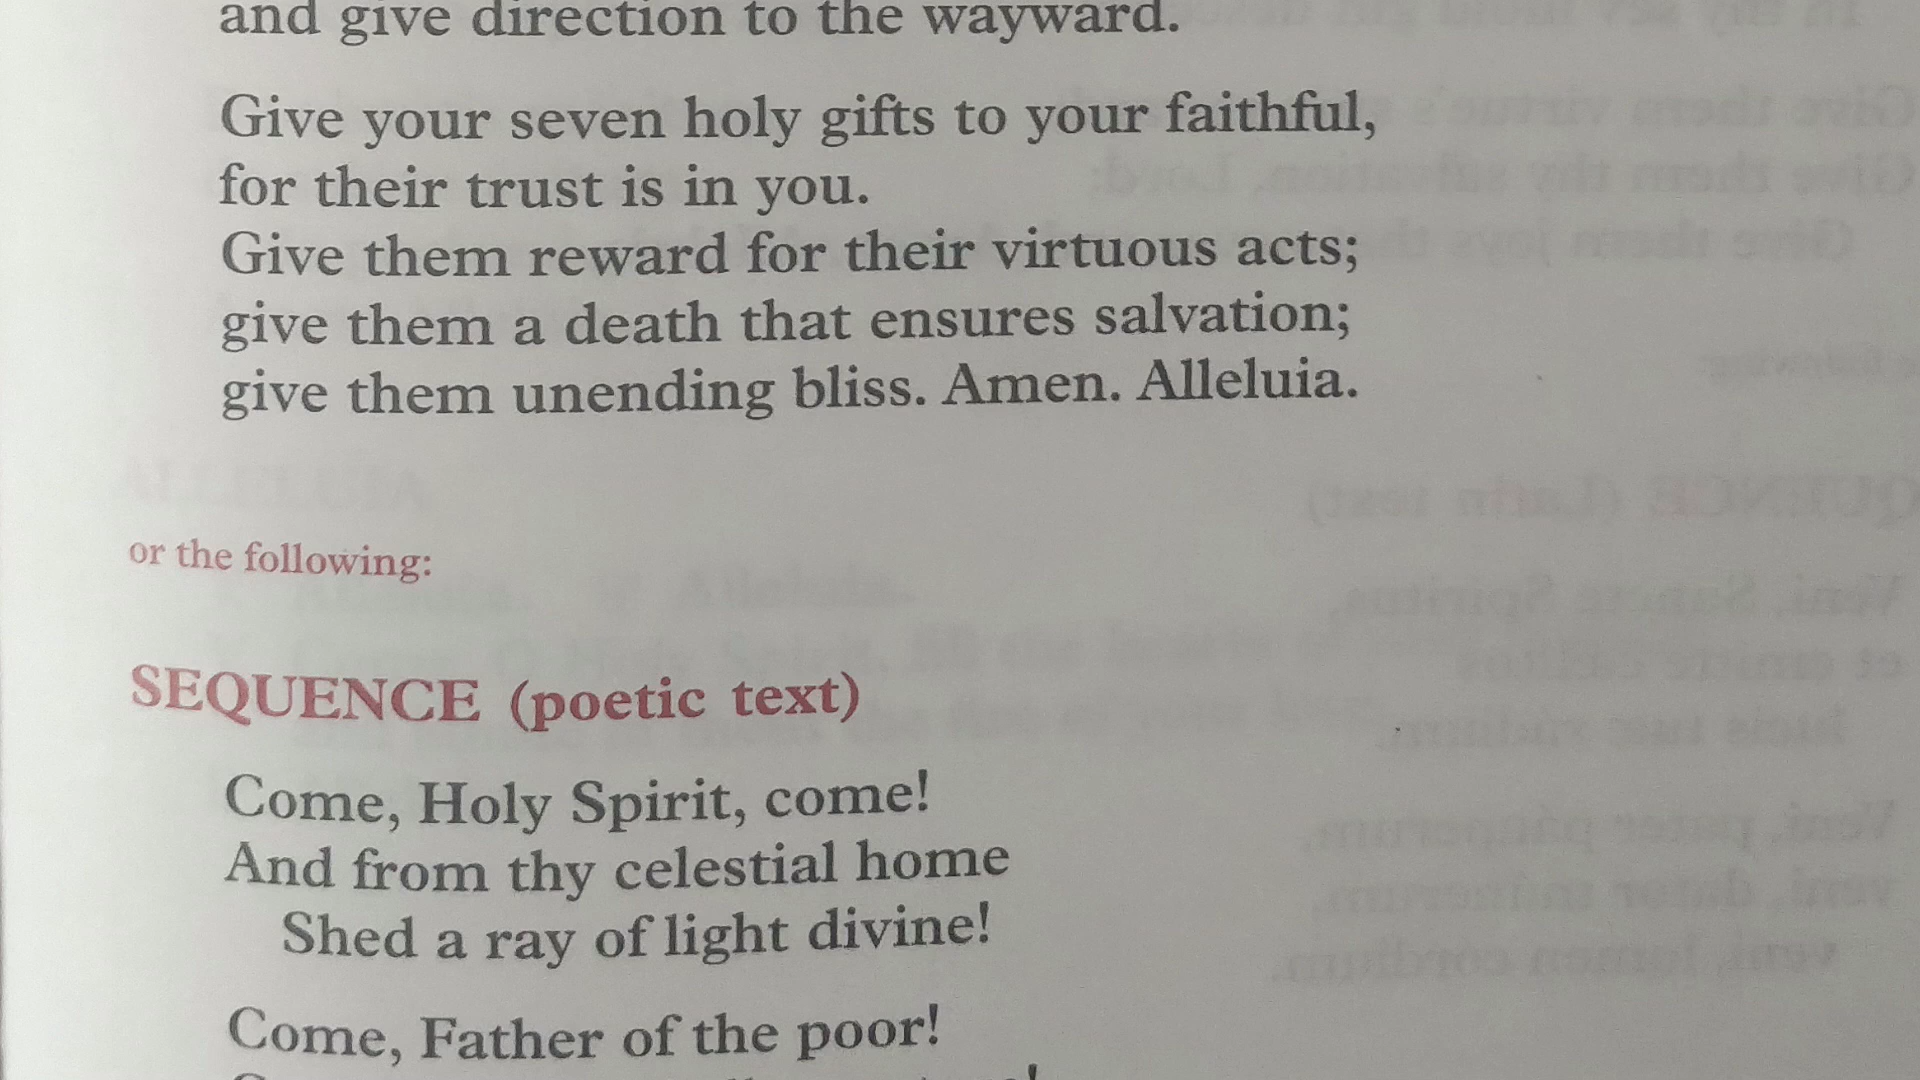 and give direction to the wayward.
Give your seven holy gifts to your faithful,
for their trust is in you.
Give them reward for their virtuous acts;
give them a death that ensures salvation;
give them unending bliss. Amen. Alleluia.
or the following:
SEQUENCE (poetic text)
Come, Holy Spirit, come!
And from thy celestial home
Shed a ray of light divine!
Come, Father of the poor!